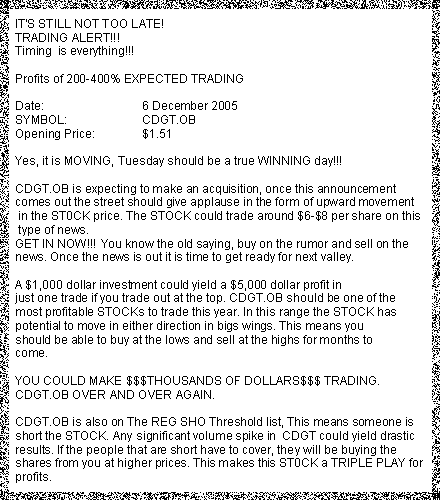 IT'S STILL NOT TOO LATE!
TRADING ALERT!!!
Timing is everything!!!
Profits of 200-400% EXPECTED TRADING
Date: 6 December 2005
SYMBOL: CDGT.OB
Opening Price: $1.51
Yes, it is MOVING, Tuesday should be a true WINNING day!!!
CDGT.OB is expecting to make an acquisition, once this announcement
comes out the street should give applause in the form of upward movement
in the ST0CK price. The STOCK could trade around $6-$8 per share on this
type of news.
GET IN NOW!!! You know the old saying, buy on the rumor and sell on the
news. Once the news is out it is time to get ready for next valley.
A $1,000 dollar investment could yield a $5,000 dollar profit in
just one trade if you trade out at the top. CDGT.OB should be one of the
most profitable STOCKs to trade this year. In this range the STOCK has
potential to move in either direction in bigs wings. This means you
should be able to buy at the lows and sell at the highs for months to
come.
YOU COULD MAKE $$$THOUSANDS OF DOLLARS$$$ TRADING.
CDGT.OB OVER AND OVER AGAIN.
CDGT.OB is also on The REG SHO Threshold list, This means someone is
short the STOCK. Any significant volume spike in CDGT could yield drastic
results. If the people that are short have to cover, they will be buying the
shares from you at higher prices. This makes this ST0CK a TRIPLE PLAY for
profits.